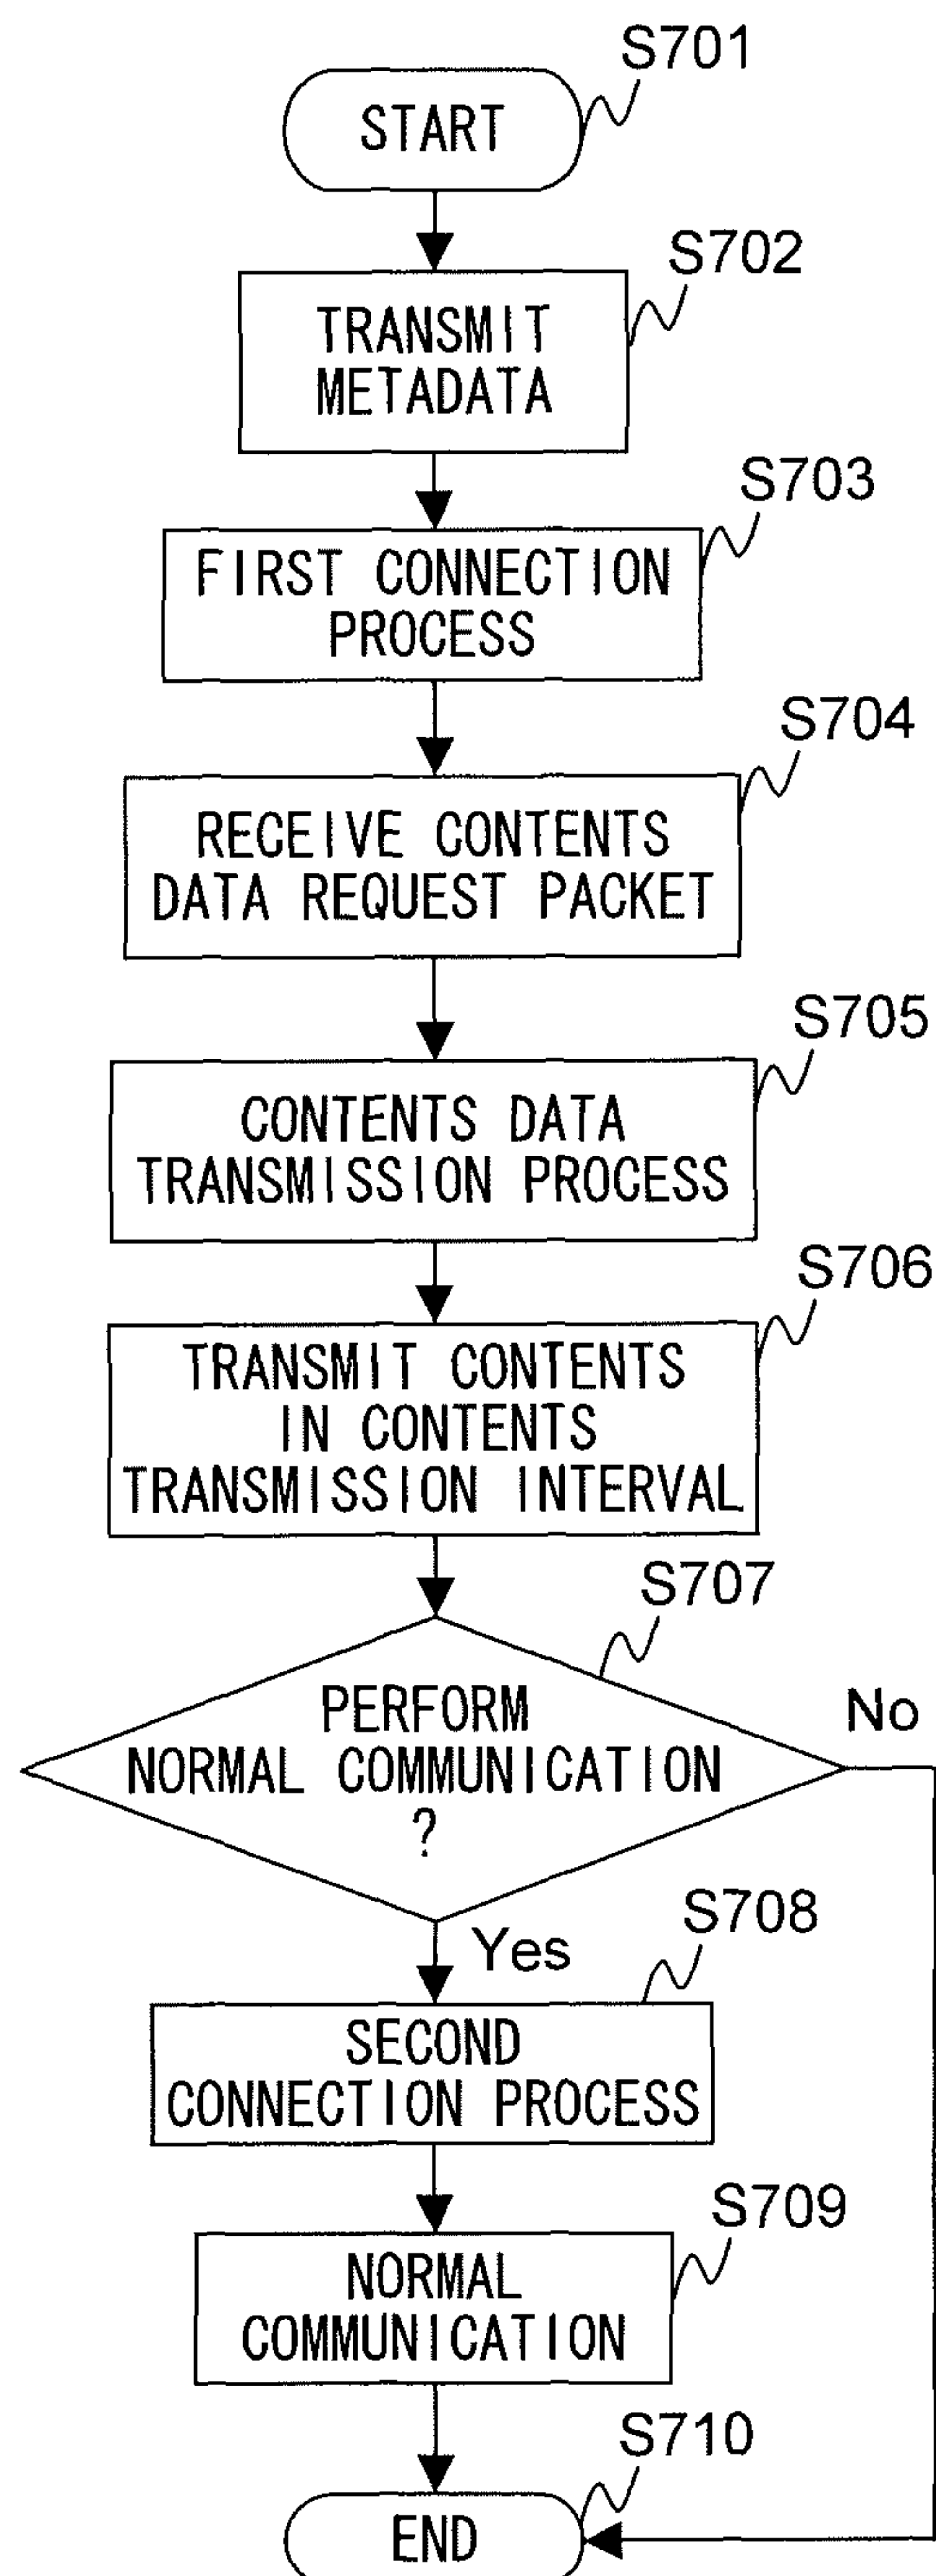 S701
START
S702
TRANSMIT
METADATA
S703
FIRST CONNECTION
PROCESS
S704
RECEIVE CONTENTS
DATA REQUEST PACKET
S705
CONTENTS DATA
TRANSMISSION PROCESS
S706
TRANSMIT CONTENTS
IN CONTENTS
TRANSMISSION INTERVAL
S707
PERFORM
NORMAL COMMUNICATION
?
No
Yes
S708
SECOND
CONNECTION PROCESS
S709
NORMAL
COMMUNICATION
S710
END